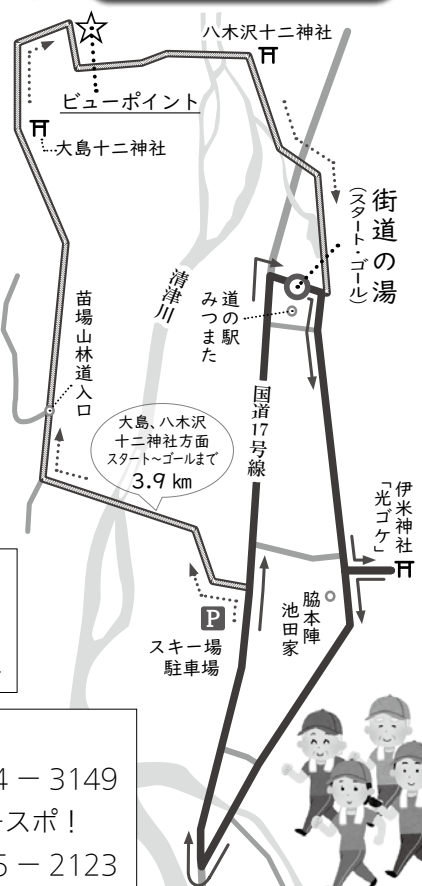 八木沢十二神社
ビューポイント
大島十二神社
街道の湯
(スタート・ゴール)
清津川
道の駅
みつまた
苗場山林道入口
国道17号線
大島、八木沢
十二神社方面
スタート~ゴールまで
3.9 km
伊米神社
「光ゴケ」
脇本陣
池田家
P
スキー場
駐車場
4 − 3149
スポ!
5 − 2123